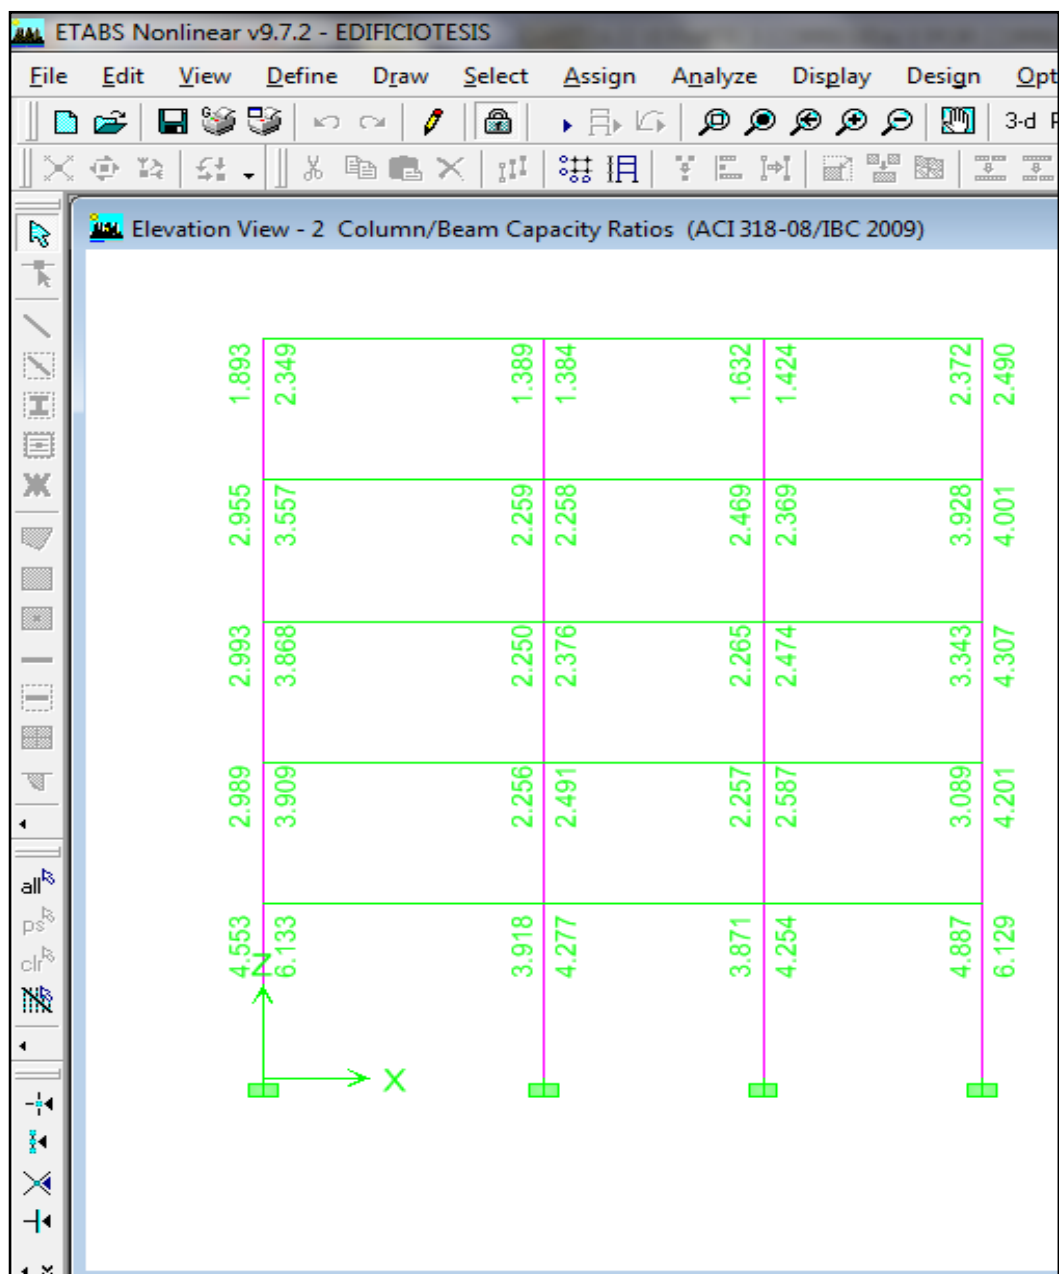 ETABS Nonlinear v9.7.2 - EDIFICIOTESIS
File Edit View Define Draw Select Assign Analyze Display Design Opt
3-d
Elevation View - 2 Column/Beam Capacity Ratios (ACI 318-08/IBC 2009)
1.893 2.349 1.389 1.384 1.632 1.424 2.372 2.490
2.955 3.557 2.259 2.258 2.469 2.369 3.928 4.001
2.993 3.868 2.250 2.376 2.265 2.474 3.343 4.307
2.989 3.909 2.256 2.491 2.257 2.587 3.089 4.201
4.553 6.133 3.918 4.277 3.871 4.254 4.887 6.129
Z
X
all
ps
clr